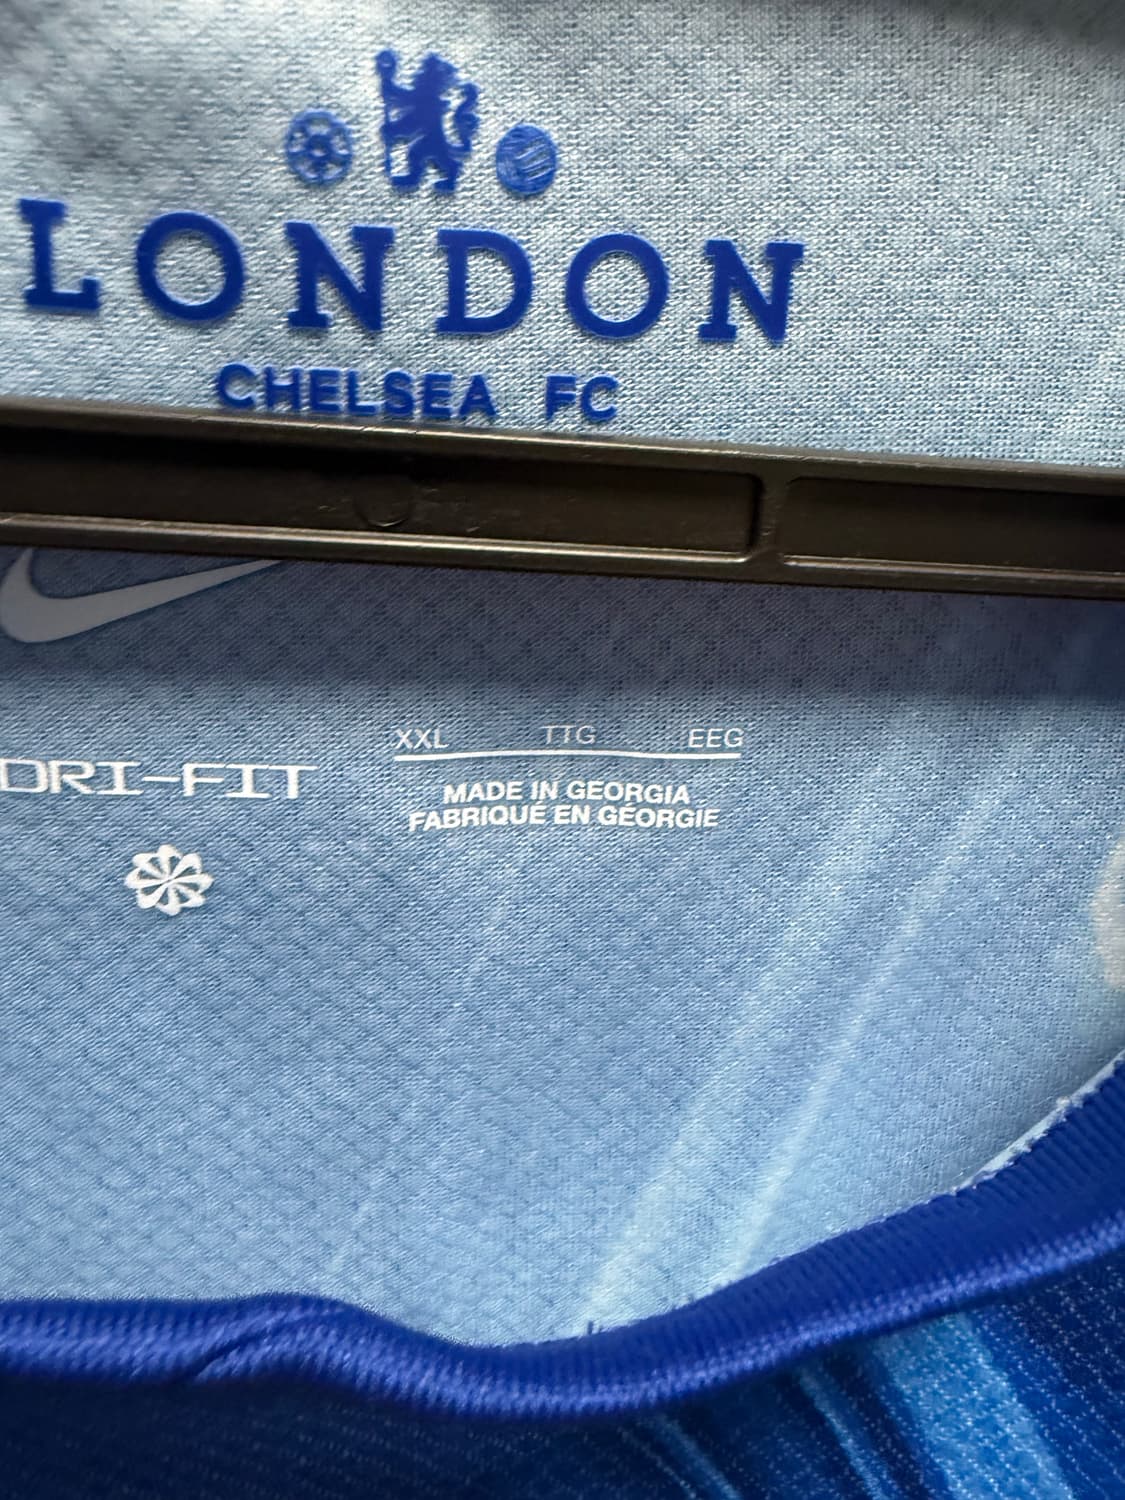 LONDON
CHELSEA FC
DRI-FIT
XXL TTG EEG
MADE IN GEORGIA
FABRIQUÉ EN GÉORGIE